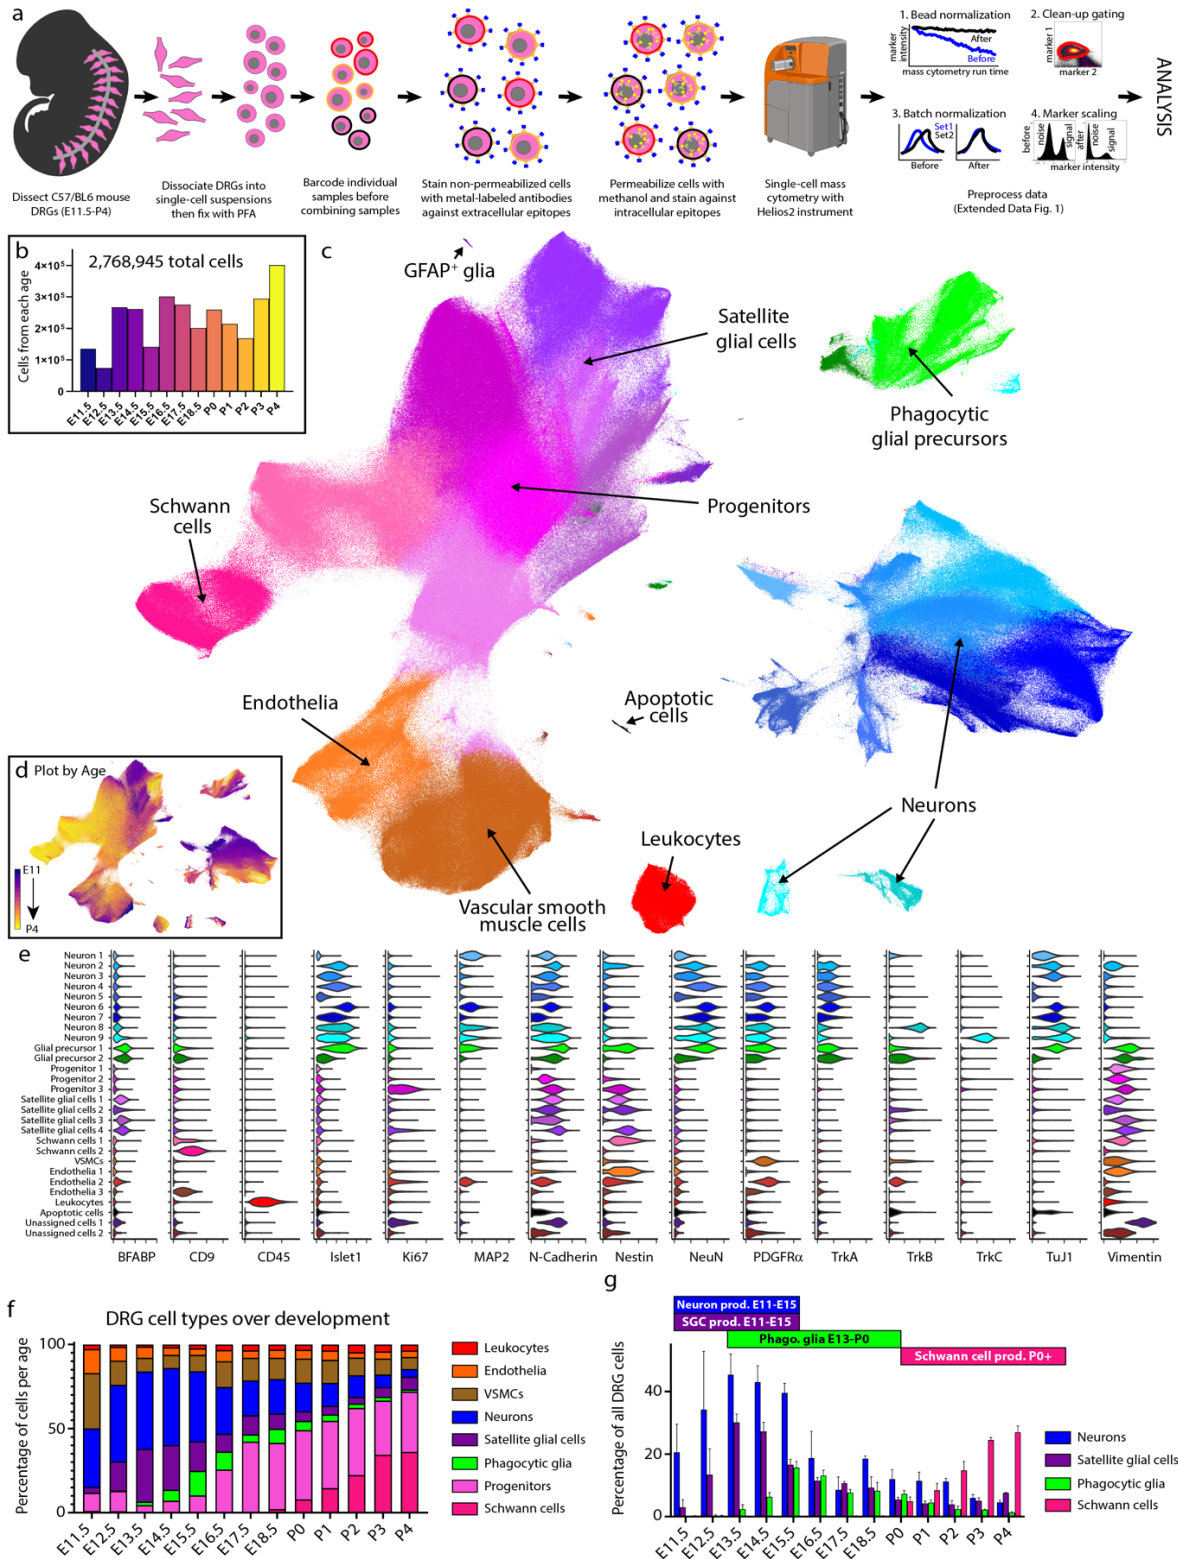 a
1. Bead normalization
marker intensity
After
Before
mass cytometry run time
2. Clean-up gating
marker 1
marker 2
3. Batch normalization
Set1
Set2
Before
After
4. Marker scaling
before
noise
signal
after
noise
signal
marker intensity
ANALYSIS
Dissect C57/BL6 mouse
DRGs (E11.5-P4)
Dissociate DRGs into
single-cell suspensions
then fix with PFA
Barcode individual
samples before
combining samples
Stain non-permeabilized cells
with metal-labeled antibodies
against extracellular epitopes
Permeabilize cells with
methanol and stain against
intracellular epitopes
Single-cell mass
cytometry with
Helios2 instrument
Preprocess data
(Extended Data Fig. 1)
b
2,768,945 total cells
Cells from each age
4×10⁵
3×10⁵
2×10⁵
1×10⁵
0
E11.5 E12.5 E13.5 E14.5 E15.5 E16.5 E17.5 E18.5 P0 P1 P2 P3 P4
c
GFAP⁺ glia
Satellite
glial cells
Phagocytic
glial precursors
Progenitors
Schwann
cells
Endothelia
Apoptotic
cells
Neurons
Leukocytes
Vascular smooth
muscle cells
d Plot by Age
E11
P4
e
Neuron 1
Neuron 2
Neuron 3
Neuron 4
Neuron 5
Neuron 6
Neuron 7
Neuron 8
Neuron 9
Glial precursor 1
Glial precursor 2
Progenitor 1
Progenitor 2
Progenitor 3
Satellite glial cells 1
Satellite glial cells 2
Satellite glial cells 3
Satellite glial cells 4
Schwann cells 1
Schwann cells 2
VSMCs
Endothelia 1
Endothelia 2
Endothelia 3
Leukocytes
Apoptotic cells
Unassigned cells 1
Unassigned cells 2
BFABP CD9 CD45 Islet1 Ki67 MAP2 N-Cadherin Nestin NeuN PDGFRα TrkA TrkB TrkC TuJ1 Vimentin
f
DRG cell types over development
Percentage of cells per age
100
50
0
E11.5 E12.5 E13.5 E14.5 E15.5 E16.5 E17.5 E18.5 P0 P1 P2 P3 P4
Leukocytes
Endothelia
VSMCs
Neurons
Satellite glial cells
Phagocytic glia
Progenitors
Schwann cells
g
Neuron prod. E11-E15
SGC prod. E11-E15
Phago. glia E13-P0
Schwann cell prod. P0+
Percentage of all DRG cells
40
20
0
E11.5 E12.5 E13.5 E14.5 E15.5 E16.5 E17.5 E18.5 P0 P1 P2 P3 P4
Neurons
Satellite glial cells
Phagocytic glia
Schwann cells